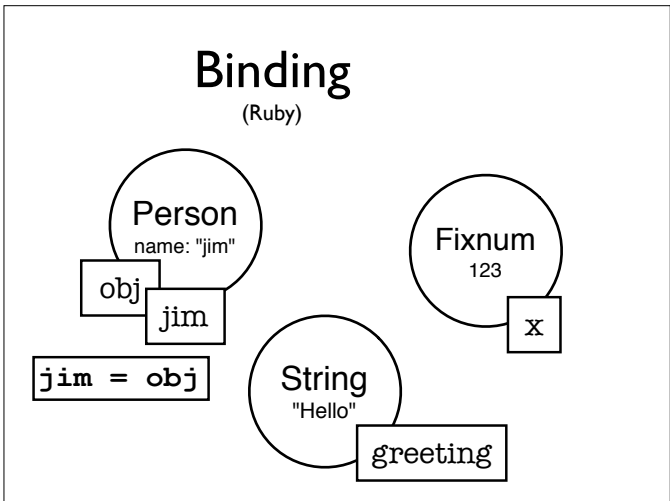 Binding
(Ruby)
Person
name: "jim"
obj
jim
jim = obj
Fixnum
123
x
String
"Hello"
greeting